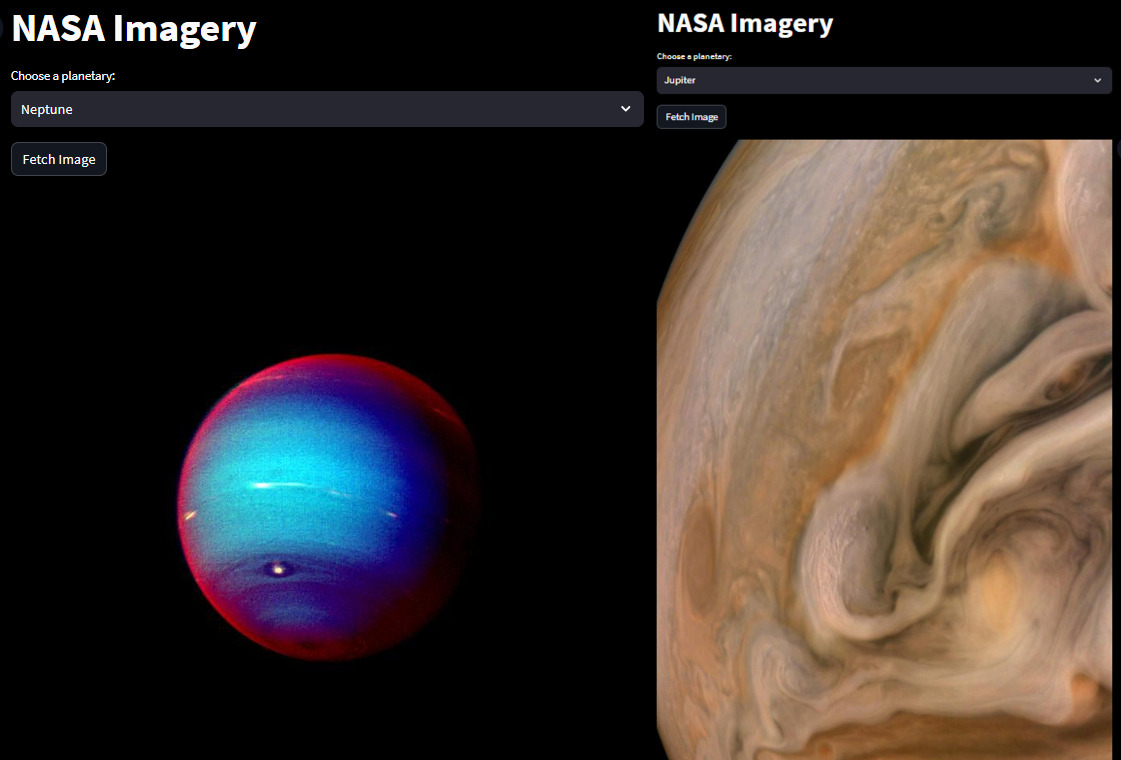 NASA Imagery
Choose a planetary:
Neptune
Fetch Image
NASA Imagery
Choose a planetary:
Jupiter
Fetch Image